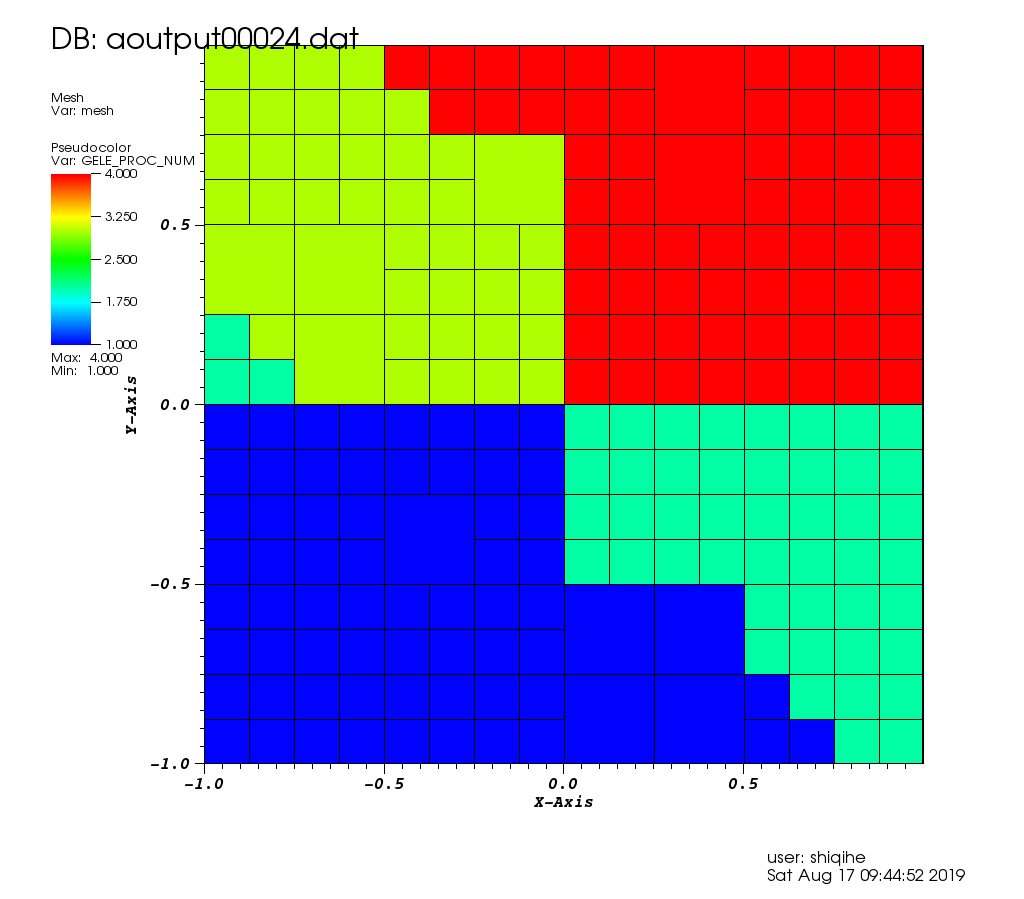 DB: aoutput00024.dat
Mesh
Var: mesh
Pseudocolor
Var: GELE_PROC_NUM
4.000
3.250
2.500
1.750
1.000
Max: 4.000
Min: 1.000
Y-Axis
0.5
0.0
-0.5
-1.0
-1.0 -0.5 0.0 0.5
X-Axis
user: shiqihe
Sat Aug 17 09:44:52 2019